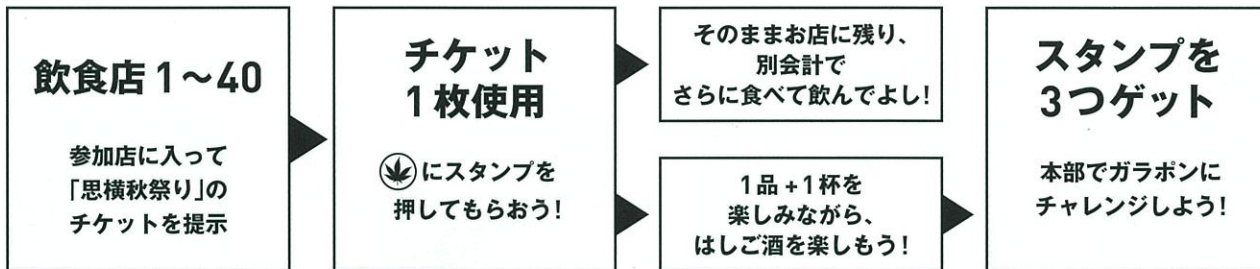 飲食店1〜40
参加店に入って
「思横秋祭り」の
チケットを提示
チケット
1枚使用
にスタンプを
押してもらおう!
そのままお店に残り、
別会計で
さらに食べて飲んでよし!
1品+1杯を
楽しみながら、
はしご酒を楽しもう!
スタンプを
3つゲット
本部でガラポンに
チャレンジしよう!